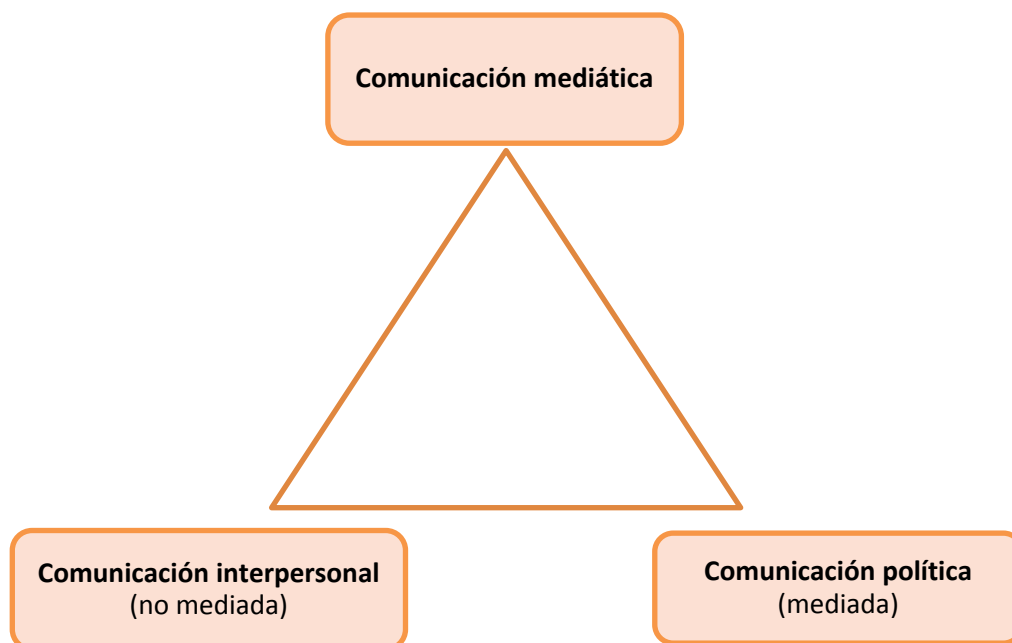 Comunicación mediática
Comunicación interpersonal
(no mediada)
Comunicación política
(mediada)